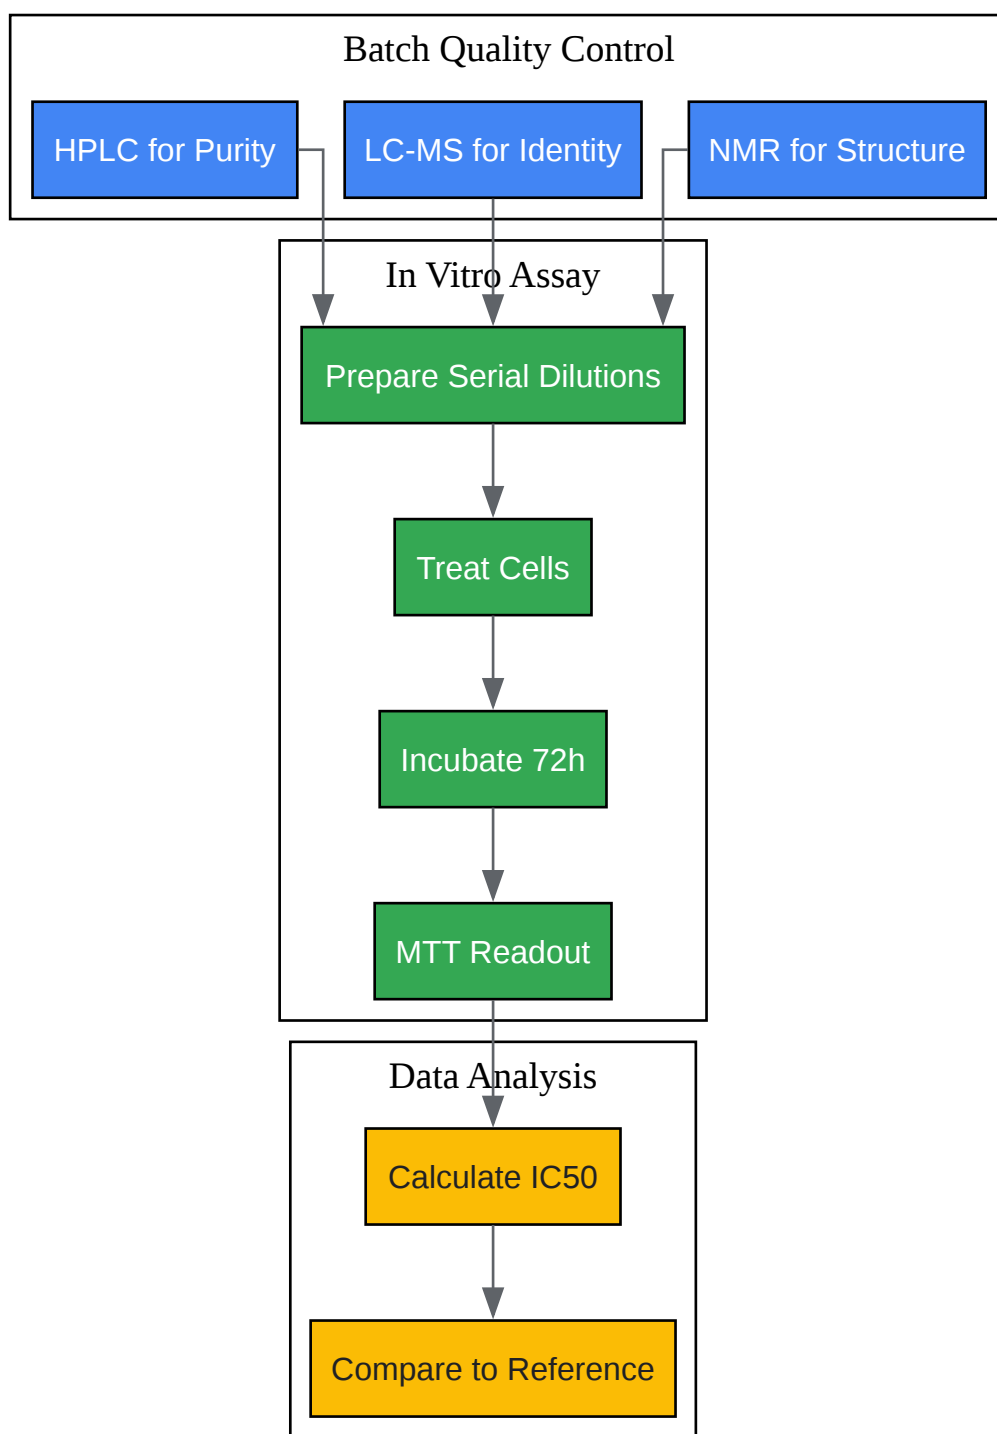 Batch Quality Control
HPLC for Purity
LC-MS for Identity
NMR for Structure
In Vitro Assay
Prepare Serial Dilutions
Treat Cells
Incubate 72h
MTT Readout
Data Analysis
Calculate IC50
Compare to Reference